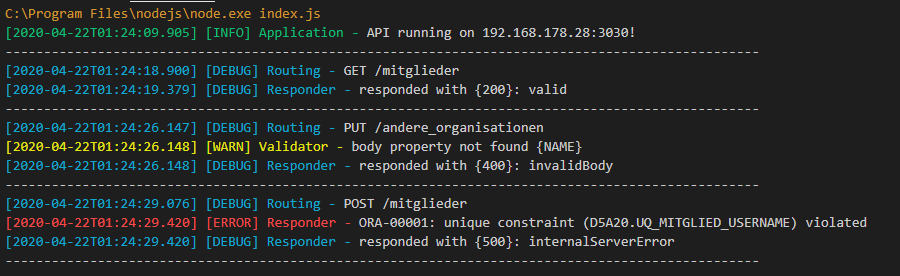 C:\Program Files\nodejs\node.exe index.js
[2020-04-22T01:24:09.905] [INFO] Application - API running on 192.168.178.28:3030!
--------------------------------------------------------------------------------------------------------
[2020-04-22T01:24:18.900] [DEBUG] Routing - GET /mitglieder
[2020-04-22T01:24:19.379] [DEBUG] Responder - responded with {200}: valid
--------------------------------------------------------------------------------------------------------
[2020-04-22T01:24:26.147] [DEBUG] Routing - PUT /andere_organisationen
[2020-04-22T01:24:26.148] [WARN] Validator - body property not found {NAME}
[2020-04-22T01:24:26.148] [DEBUG] Responder - responded with {400}: invalidBody
--------------------------------------------------------------------------------------------------------
[2020-04-22T01:24:29.076] [DEBUG] Routing - POST /mitglieder
[2020-04-22T01:24:29.420] [ERROR] Responder - ORA-00001: unique constraint (D5A20.UQ_MITGLIED_USERNAME) violated
[2020-04-22T01:24:29.420] [DEBUG] Responder - responded with {500}: internalServerError
--------------------------------------------------------------------------------------------------------